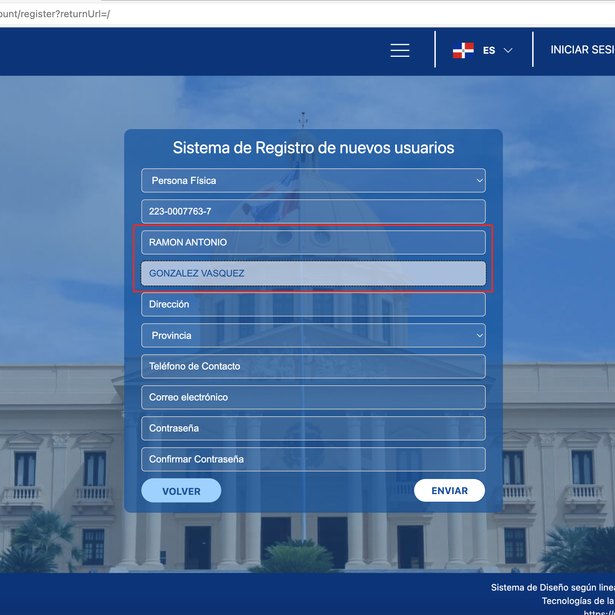 ount/register?returnUrl=/
ES
INICIAR SESI
Sistema de Registro de nuevos usuarios
Persona Física
223-0007763-7
RAMON ANTONIO
GONZALEZ VASQUEZ
Dirección
Provincia
Teléfono de Contacto
Correo electrónico
Contraseña
Confirmar Contraseña
VOLVER
ENVIAR
Sistema de Diseño según linea
Tecnologías de la